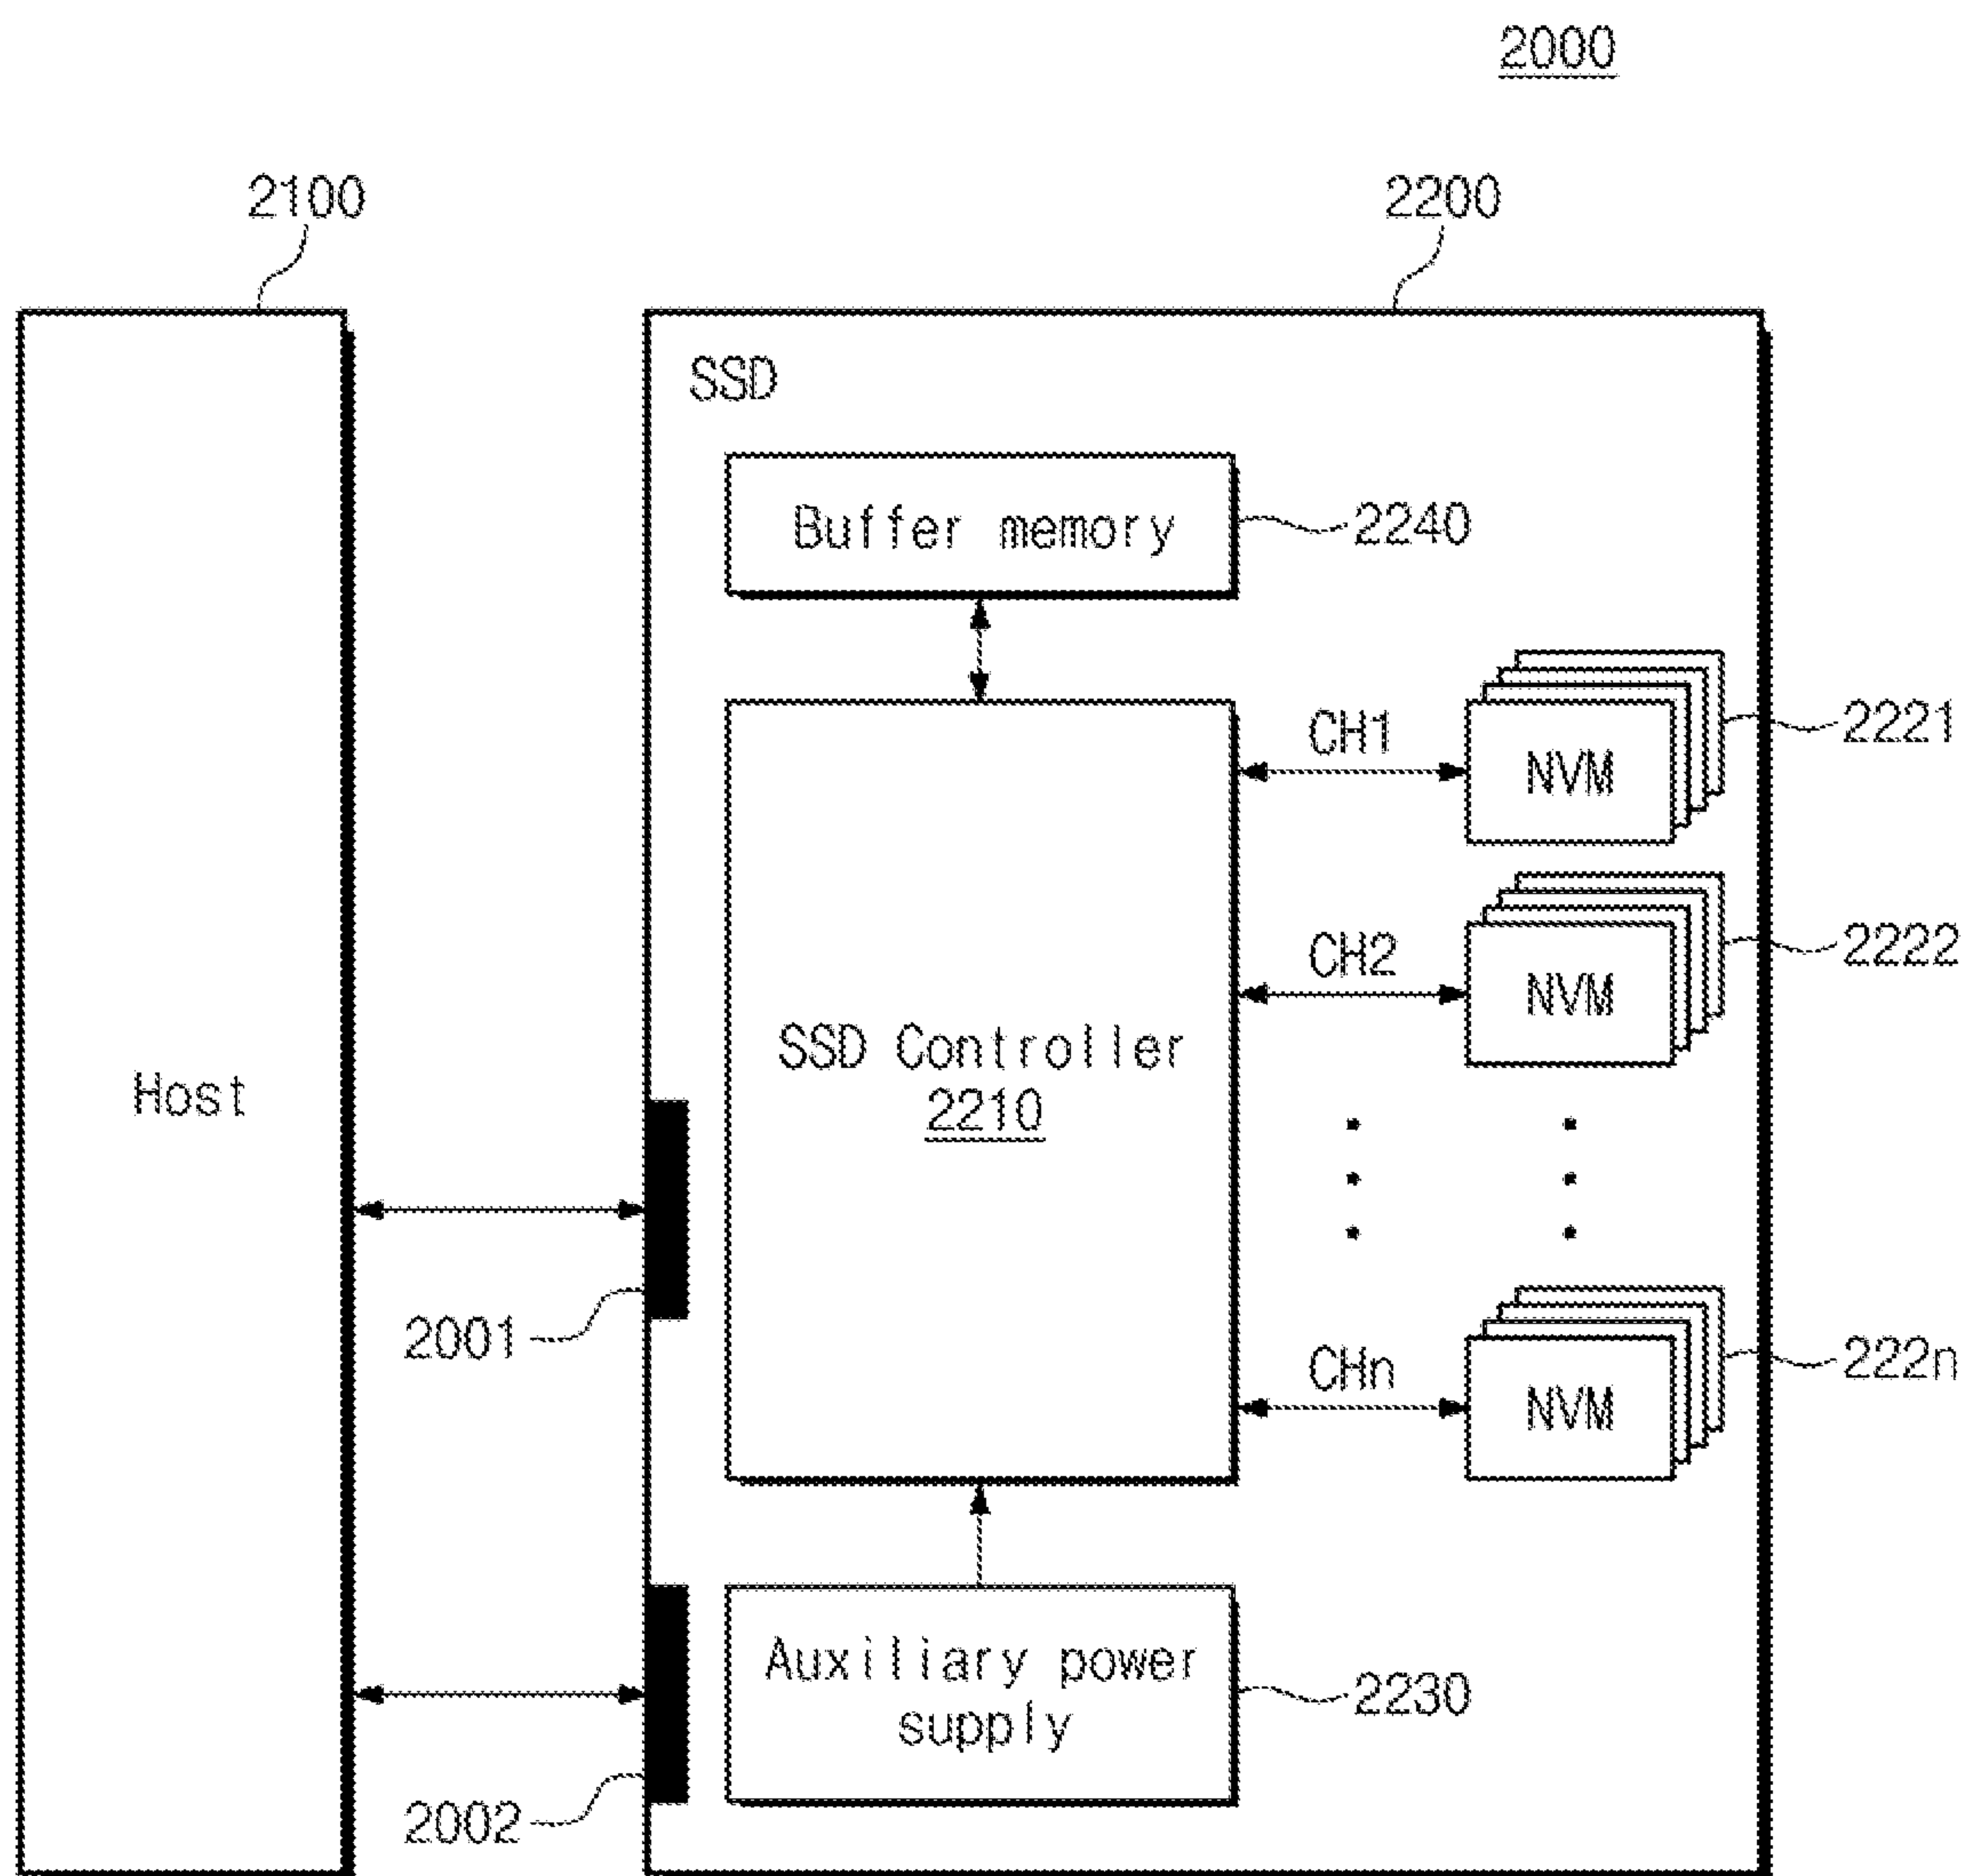 2000
2100
2200
SSD
Buffer memory
2240
CH1
NVM
2221
CH2
NVM
2222
SSD Controller
2210
Host
2001
CHn
NVM
222n
Auxiliary power
supply
2230
2002